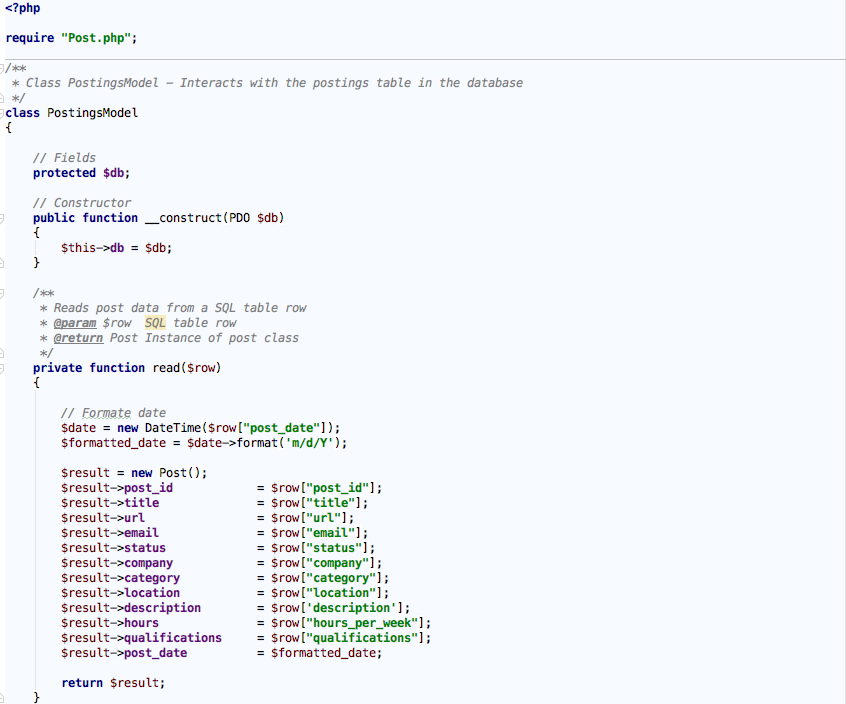 <?php
require "Post.php";
/**
 * Class PostingsModel – Interacts with the postings table in the database
 */
class PostingsModel
{
    // Fields
    protected $db;
    // Constructor
    public function __construct(PDO $db)
    {
        $this->db = $db;
    }
    /**
     * Reads post data from a SQL table row
     * @param $row  SQL table row
     * @return Post Instance of post class
     */
    private function read($row)
    {
        // Formate date
        $date = new DateTime($row["post_date"]);
        $formatted_date = $date->format('m/d/Y');
        $result = new Post();
        $result->post_id            = $row["post_id"];
        $result->title              = $row["title"];
        $result->url                = $row["url"];
        $result->email              = $row["email"];
        $result->status             = $row["status"];
        $result->company            = $row["company"];
        $result->category           = $row["category"];
        $result->location           = $row["location"];
        $result->description        = $row['description'];
        $result->hours              = $row["hours_per_week"];
        $result->qualifications     = $row["qualifications"];
        $result->post_date          = $formatted_date;
        return $result;
    }